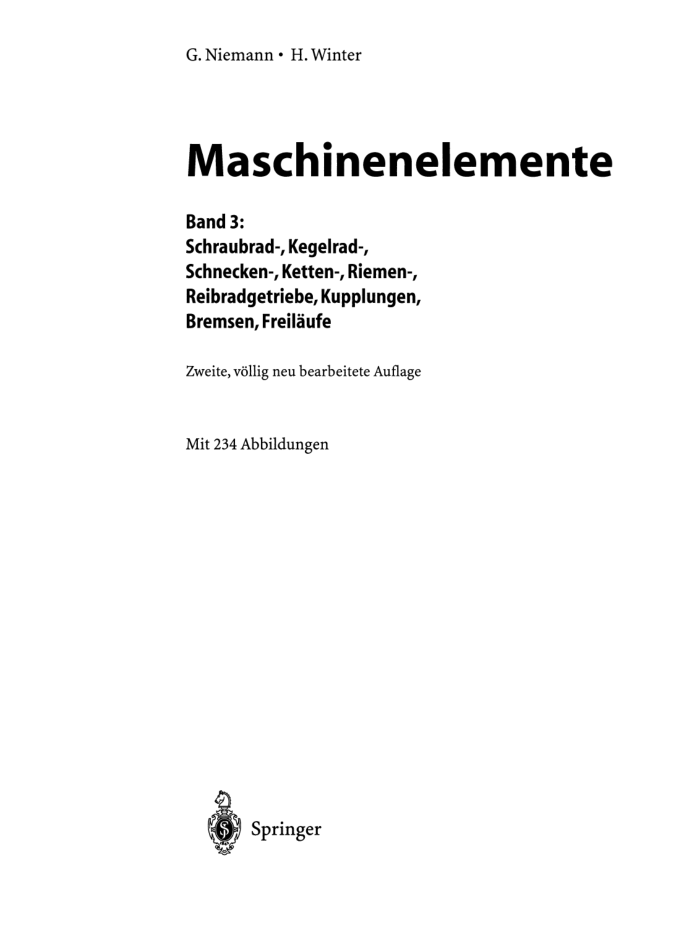 G. Niemann • H. Winter
Maschinenelemente
Band 3:
Schraubrad-, Kegelrad-,
Schnecken-, Ketten-, Riemen-,
Reibradgetriebe, Kupplungen,
Bremsen, Freiläufe
Zweite, völlig neu bearbeitete Auflage
Mit 234 Abbildungen
Springer